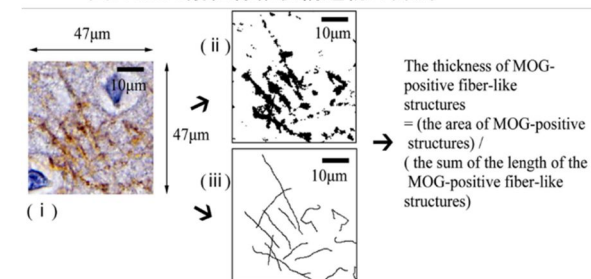 47μm
10μm
47μm
( i )
( ii )
10μm
(iii)
10μm
The thickness of MOG-
positive fiber-like
structures
= (the area of MOG-positive
structures) /
( the sum of the length of the
MOG-positive fiber-like
structures)